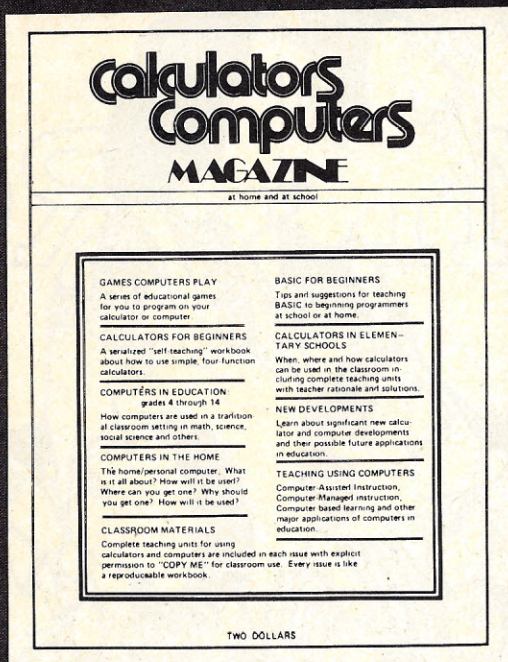 calculators
computers
MAGAZINE
at home and at school
GAMES COMPUTERS PLAY
A series of educational games
for you to program on your
calculator or computer.
CALCULATORS FOR BEGINNERS
A serialized "self-teaching" workbook
about how to use simple, four-function
calculators.
COMPUTERS IN EDUCATION
grades 4 through 14
How computers are used in a tradition-
al classroom setting in math, science,
social science and others.
COMPUTERS IN THE HOME
The home/personal computer, What
is it all about? How will it be used?
Where can you get one? Why should
you get one? How will it be used?
BASIC FOR BEGINNERS
Tips and suggestions for teaching
BASIC to beginning programmers
at school or at home.
CALCULATORS IN ELEMEN-
TARY SCHOOLS
When, where and how calculators
can be used in the classroom in-
cluding complete teaching units
with teacher rationale and solutions.
NEW DEVELOPMENTS
Learn about significant new calcu-
lator and computer developments
and their possible future applications
in education.
TEACHING USING COMPUTERS
Computer-Assisted Instruction,
Computer-Managed instruction,
Computer based learning and other
major applications of computers in
education.
CLASSROOM MATERIALS
Complete teaching units for using
calculators and computers are included in each issue with explicit
permission to "COPY ME" for classroom use. Every issue is like
a reproduceable workbook.
TWO DOLLARS